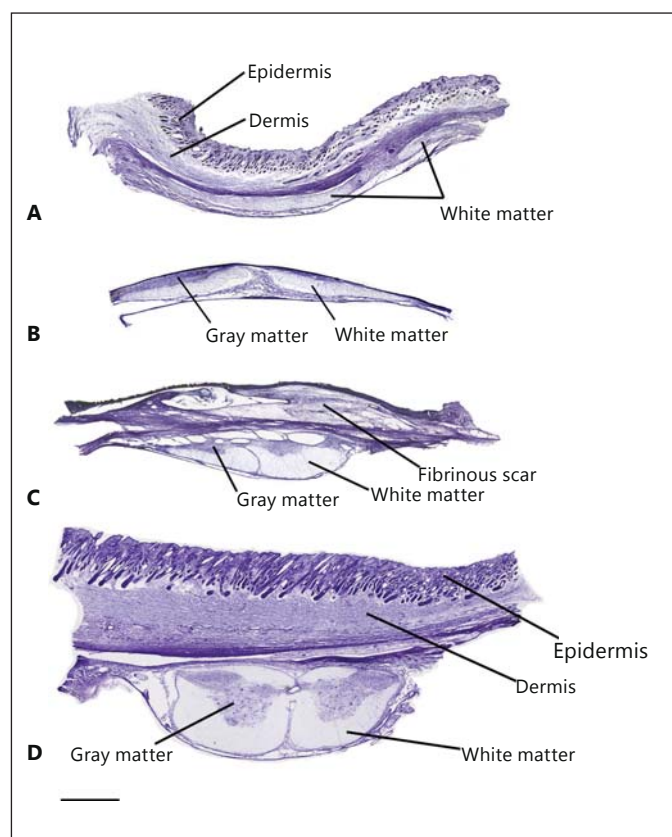 Epidermis
Dermis
White matter
A
Gray matter
White matter
B
Fibrinous scar
Gray matter
White matter
C
Epidermis
Dermis
Gray matter
White matter
D